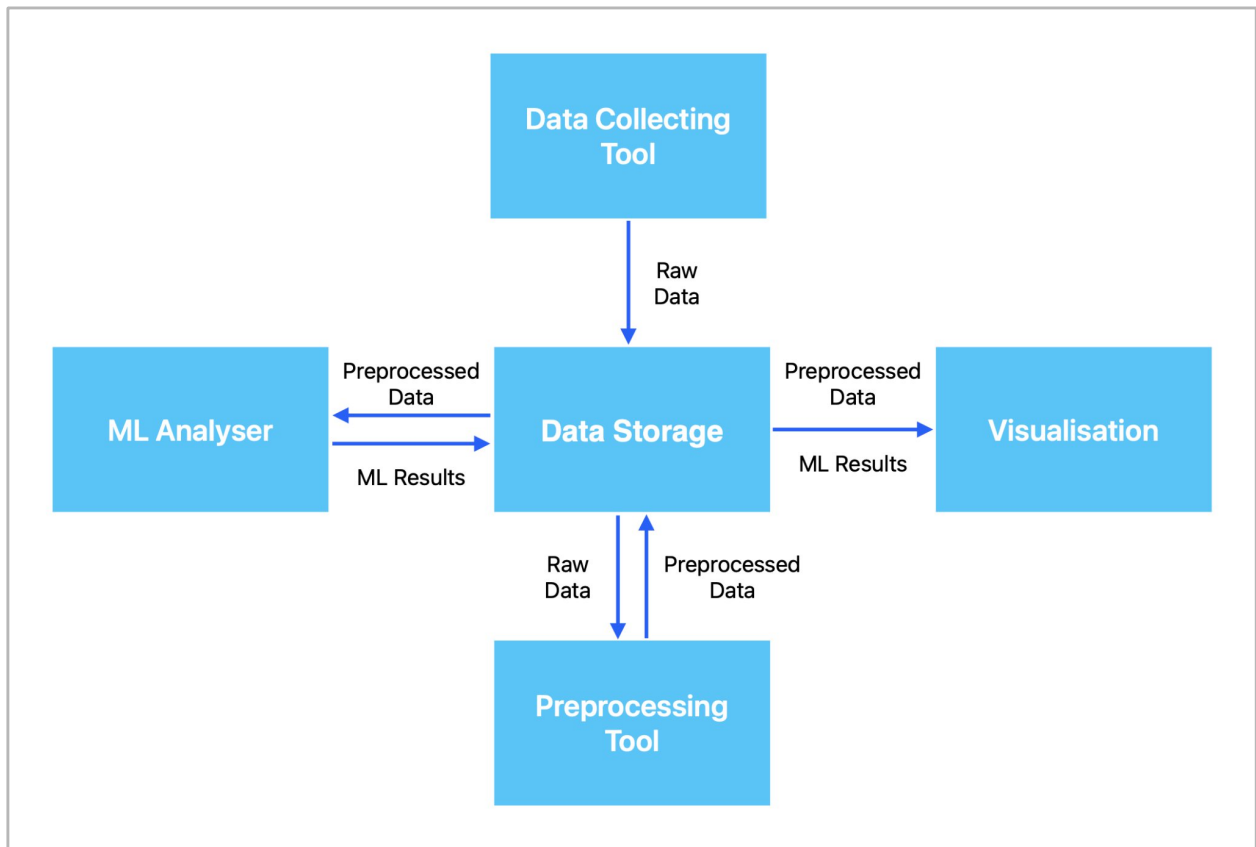 Data Collecting
Tool
Raw
Data
Preprocessed
Data
Preprocessed
Data
ML Analyser
Data Storage
Visualisation
ML Results
ML Results
Raw
Data
Preprocessed
Data
Preprocessing
Tool